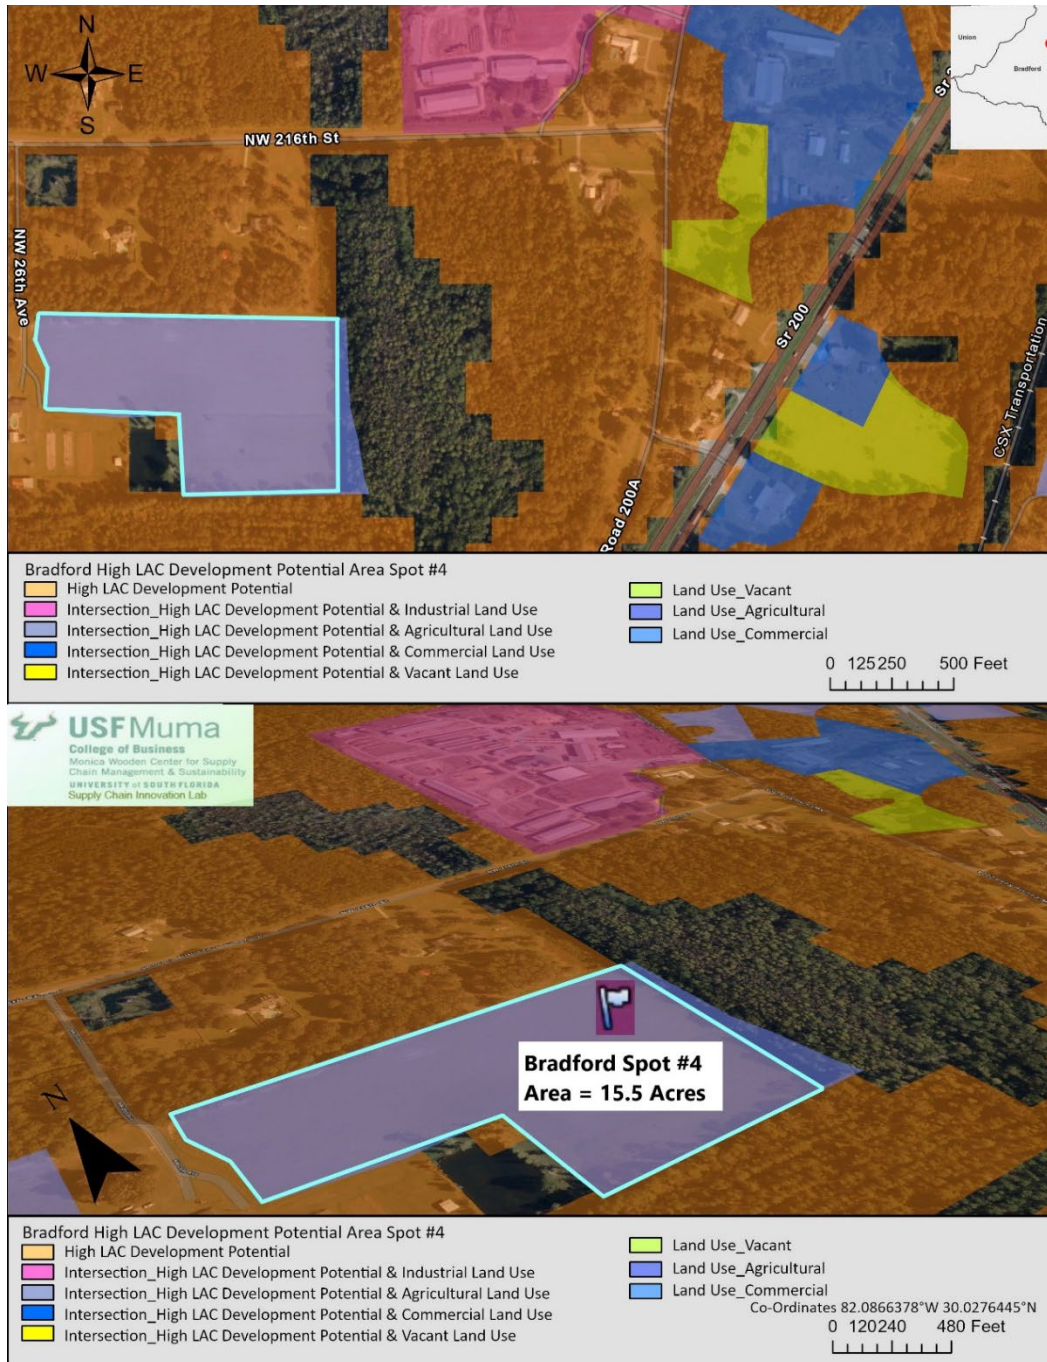 N
W E
S
Union
Bradford
NW 216th St
NW 26th Ave
Sr 200
CSX Transportation
Road 200A
Bradford High LAC Development Potential Area Spot #4
High LAC Development Potential
Intersection_High LAC Development Potential & Industrial Land Use
Intersection_High LAC Development Potential & Agricultural Land Use
Intersection_High LAC Development Potential & Commercial Land Use
Intersection_High LAC Development Potential & Vacant Land Use
Land Use_Vacant
Land Use_Agricultural
Land Use_Commercial
0 125250 500 Feet
USF Muma
College of Business
Monica Wooden Center for Supply
Chain Management & Sustainability
UNIVERSITY of SOUTH FLORIDA
Supply Chain Innovation Lab
Bradford Spot #4
Area = 15.5 Acres
N
Bradford High LAC Development Potential Area Spot #4
High LAC Development Potential
Intersection_High LAC Development Potential & Industrial Land Use
Intersection_High LAC Development Potential & Agricultural Land Use
Intersection_High LAC Development Potential & Commercial Land Use
Intersection_High LAC Development Potential & Vacant Land Use
Land Use_Vacant
Land Use_Agricultural
Land Use_Commercial
Co-Ordinates 82.0866378°W 30.0276445°N
0 120240 480 Feet